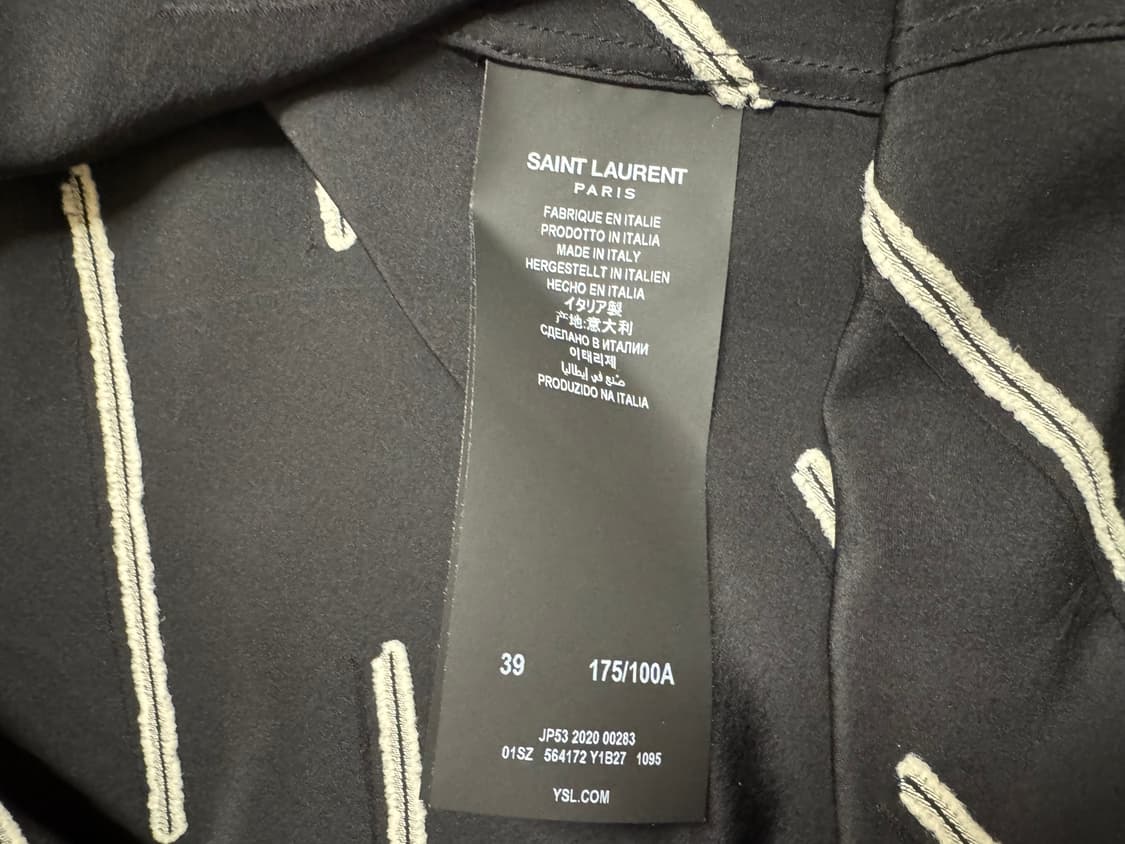 SAINT LAURENT
PARIS
FABRIQUE EN ITALIE
PRODOTTO IN ITALIA
MADE IN ITALY
HERGESTELLT IN ITALIEN
HECHO EN ITALIA
イタリア製
产地:意大利
СДЕЛАНО В ИТАЛИИ
이태리제
صنع في إيطاليا
PRODUZIDO NA ITALIA
39 175/100A
JP53 2020 00283
01SZ 564172 Y1B27 1095
YSL.COM